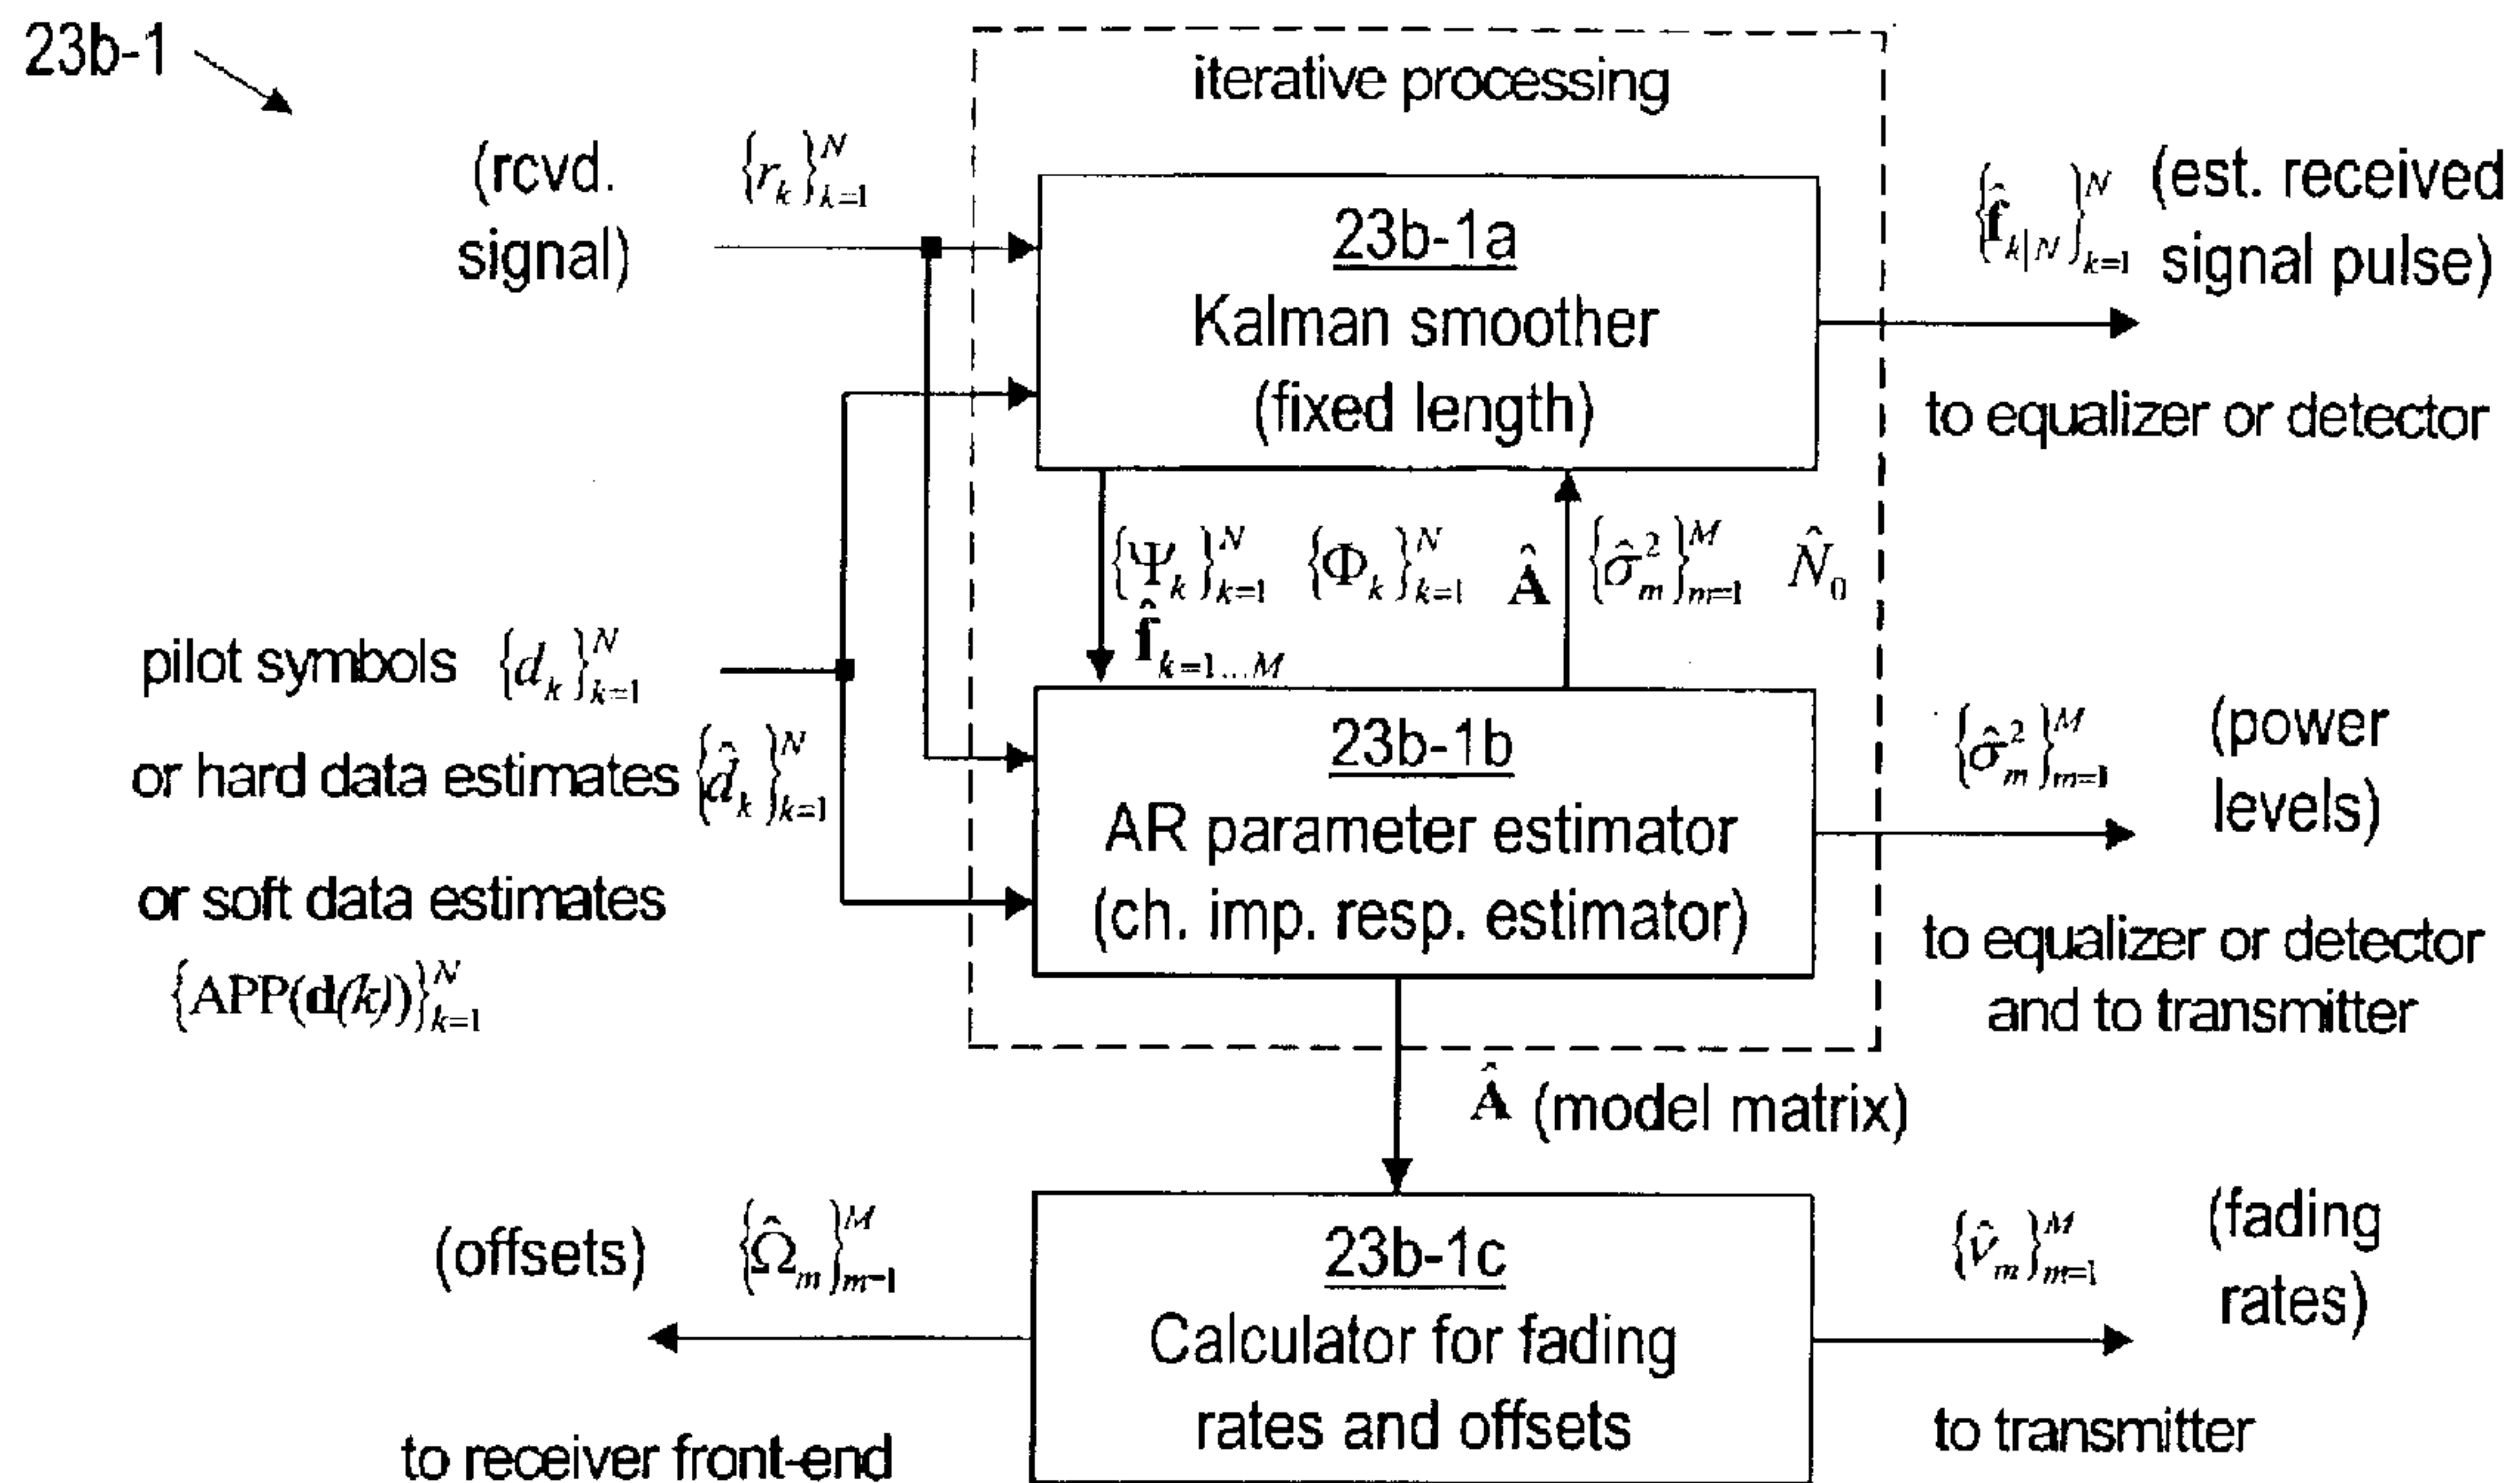 23b-1
iterative processing
(rcvd.
signal)
{r_k}_{k=1}^N
23b-1a
Kalman smoother
(fixed length)
{f̂_{k|N}}_{k=1}^N
(est. received
signal pulse)
to equalizer or detector
{Ψ_k}_{k=1}^N {Φ_k}_{k=1}^N Â {σ̂_m^2}_{m=1}^M N̂_0
f̂_{k=1...M}
pilot symbols {d_k}_{k=1}^N
or hard data estimates {d̂_k}_{k=1}^N
or soft data estimates
{APP(d(k))}_{k=1}^N
23b-1b
AR parameter estimator
(ch. imp. resp. estimator)
{σ̂_m^2}_{m=1}^M
(power
levels)
to equalizer or detector
and to transmitter
Â (model matrix)
(offsets) {Ω̂_m}_{m=1}^M
to receiver front-end
23b-1c
Calculator for fading
rates and offsets
{v̂_m}_{m=1}^M
(fading
rates)
to transmitter